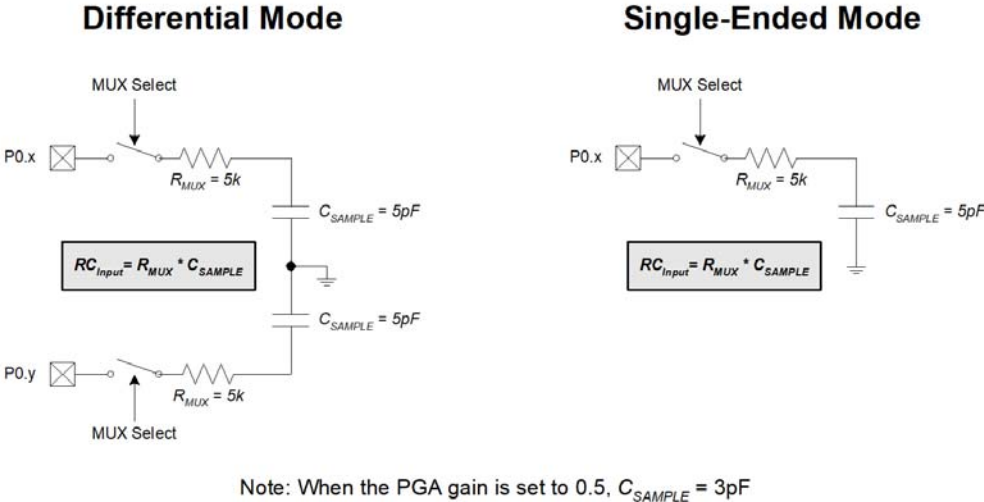 Differential Mode
Single-Ended Mode
MUX Select
P0.x
R_MUX = 5k
C_SAMPLE = 5pF
RC_Input= R_MUX * C_SAMPLE
C_SAMPLE = 5pF
P0.y
R_MUX = 5k
MUX Select
MUX Select
P0.x
R_MUX = 5k
C_SAMPLE = 5pF
RC_Input= R_MUX * C_SAMPLE
Note: When the PGA gain is set to 0.5, C_SAMPLE = 3pF